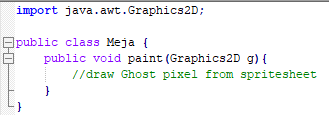 import java.awt.Graphics2D;
public class Meja {
public void paint(Graphics2D g){
//draw Ghost pixel from spritesheet
}
}